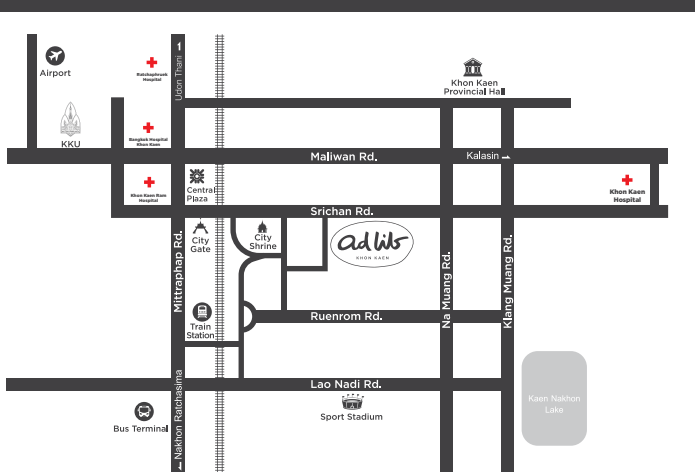 Airport
KKU
Ratchaphruek
Hospital
Bangkok Hospital
Khon Kaen
Khon Kaen Ram
Hospital
Udon Thani
Khon Kaen
Provincial Hall
Maliwan Rd.
Kalasin
Central
Plaza
Khon Kaen
Hospital
Srichan Rd.
City
Gate
City
Shrine
ad lib
KHON KAEN
Mittraphap Rd.
Na Muang Rd.
Klang Muang Rd.
Train
Station
Ruenrom Rd.
Lao Nadi Rd.
Sport Stadium
Bus Terminal
Nakhon Ratchasima
Kaen Nakhon
Lake